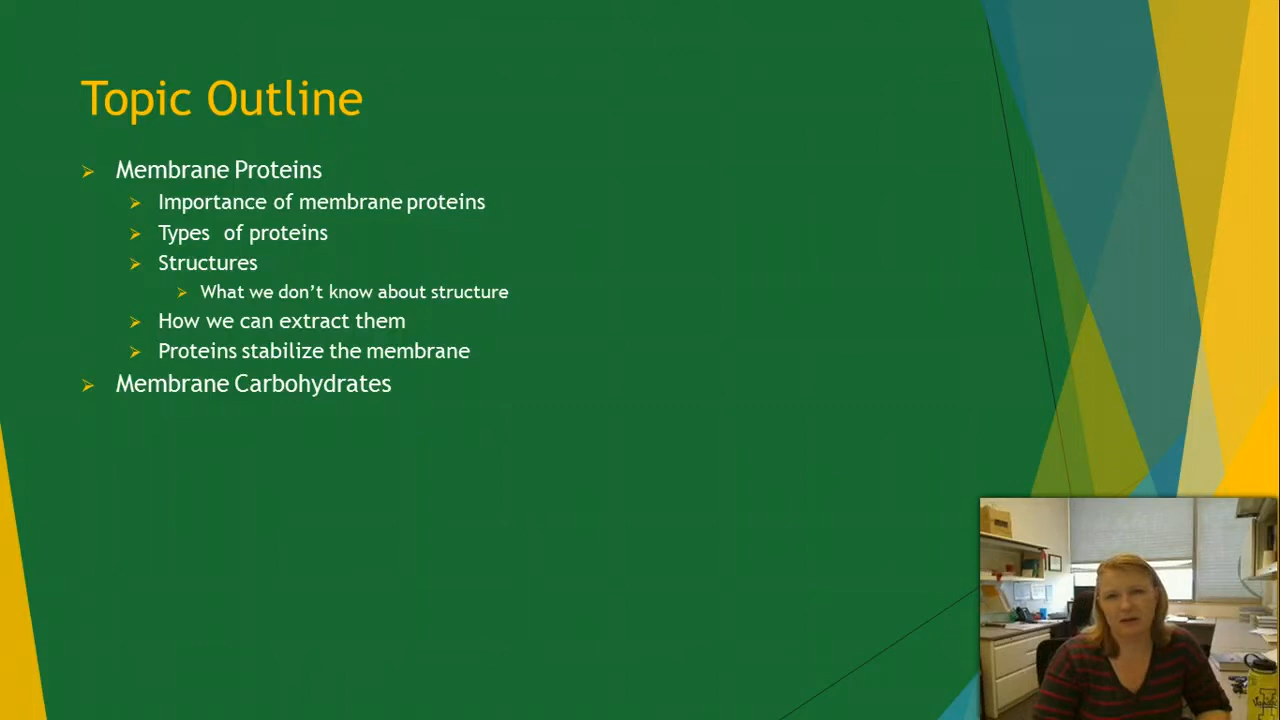 Topic Outline
Membrane Proteins
Importance of membrane proteins
Types of proteins
Structures
What we don't know about structure
How we can extract them
Proteins stabilize the membrane
Membrane Carbohydrates